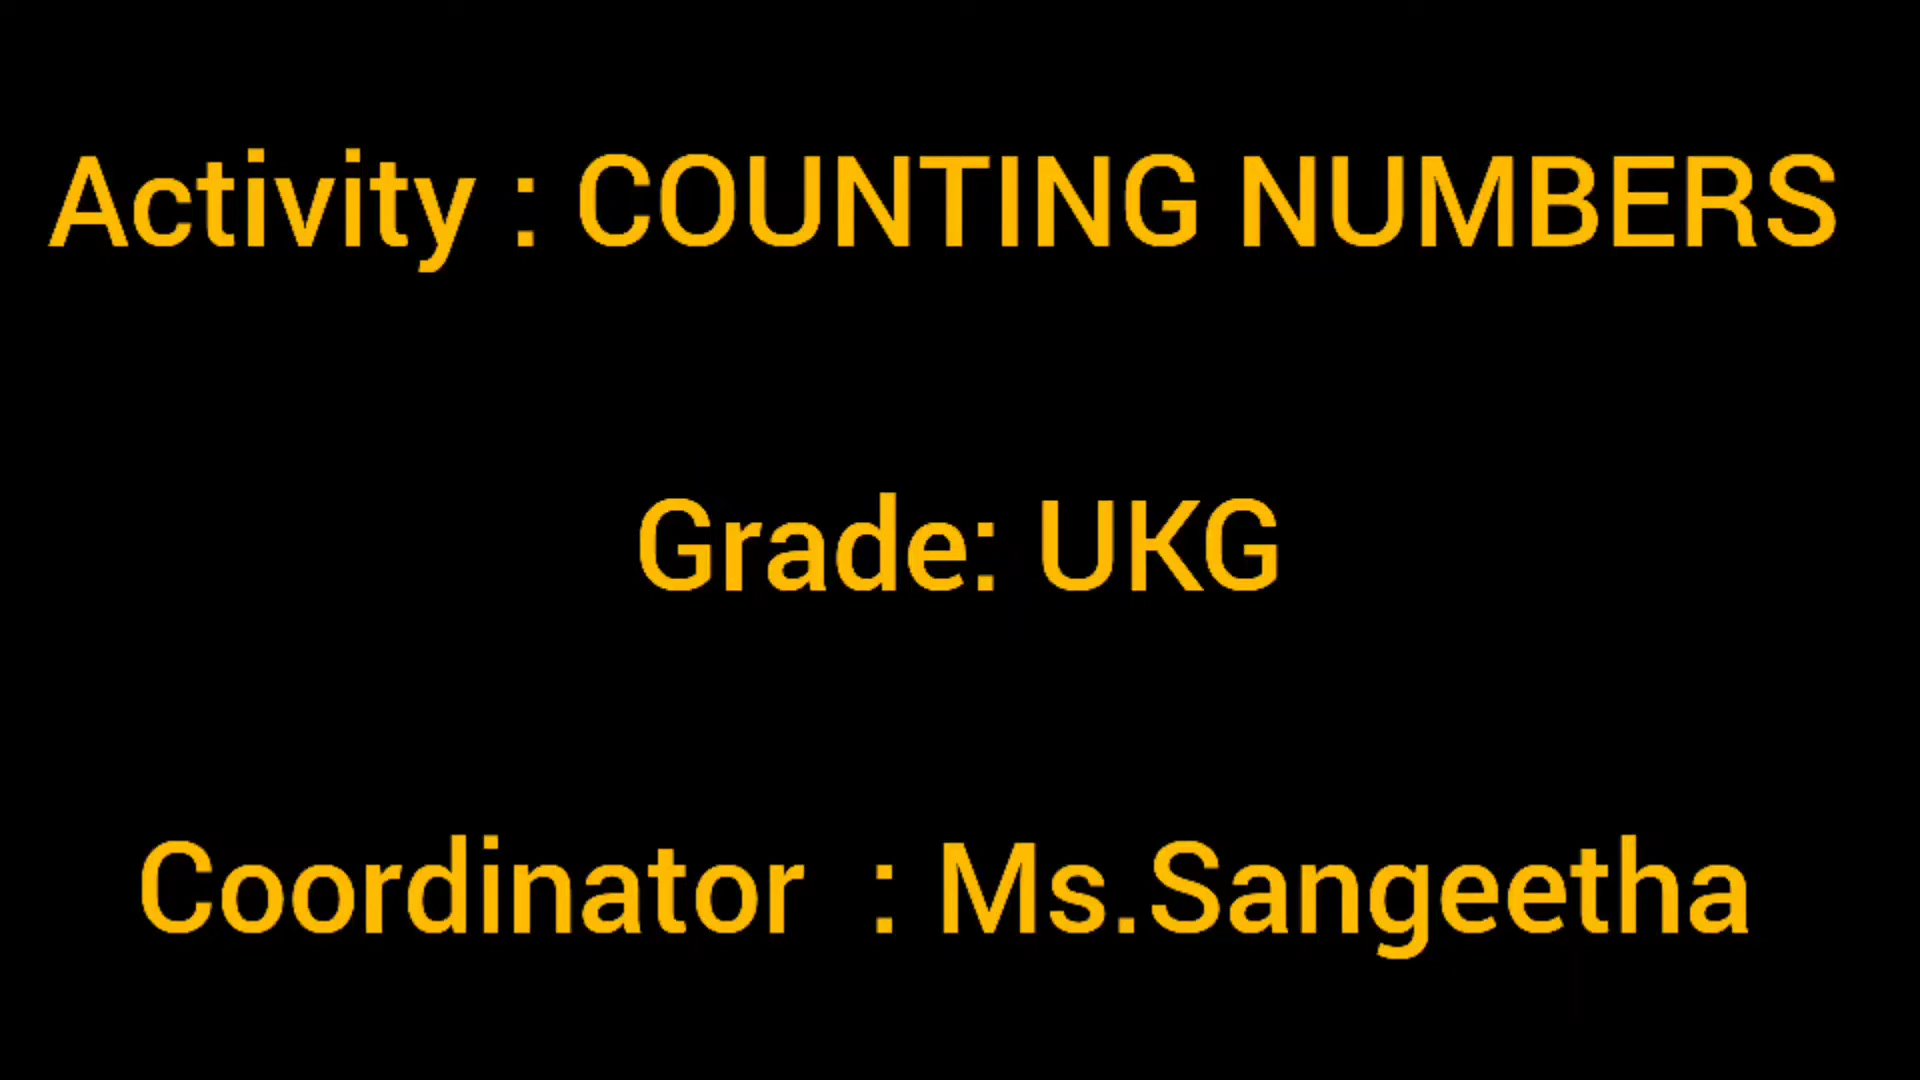 Activity : COUNTING NUMBERS
Grade: UKG
Coordinator : Ms.Sangeetha